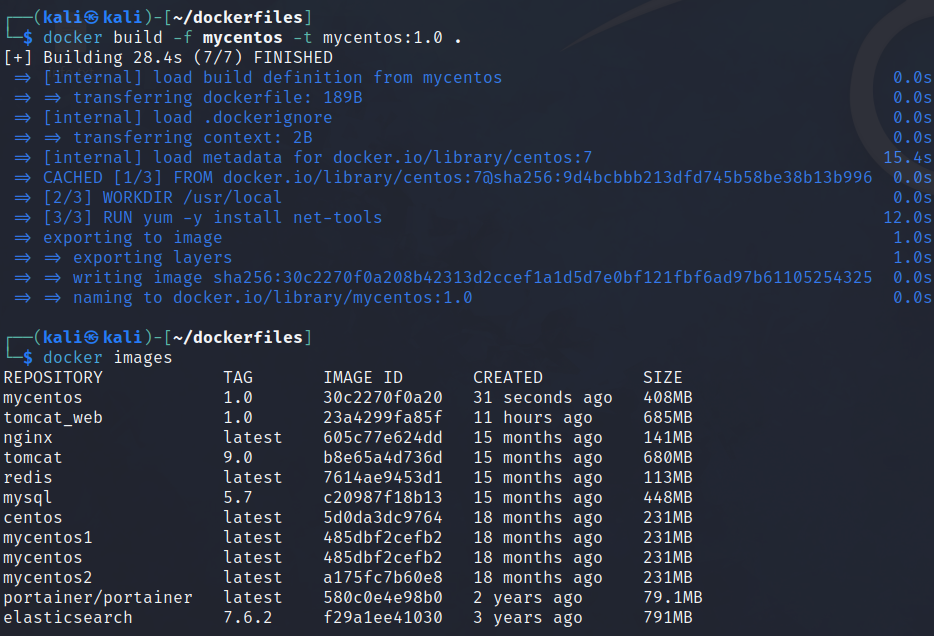 ┌──(kali㉿kali)-[~/dockerfiles]
└─$ docker build -f mycentos -t mycentos:1.0 .
[+] Building 28.4s (7/7) FINISHED
=> [internal] load build definition from mycentos 0.0s
=> => transferring dockerfile: 189B 0.0s
=> [internal] load .dockerignore 0.0s
=> => transferring context: 2B 0.0s
=> [internal] load metadata for docker.io/library/centos:7 15.4s
=> CACHED [1/3] FROM docker.io/library/centos:7@sha256:9d4bcbbb213dfd745b58be38b13b996 0.0s
=> [2/3] WORKDIR /usr/local 0.0s
=> [3/3] RUN yum -y install net-tools 12.0s
=> exporting to image 1.0s
=> => exporting layers 1.0s
=> => writing image sha256:30c2270f0a208b42313d2ccef1a1d5d7e0bf121fbf6ad97b61105254325 0.0s
=> => naming to docker.io/library/mycentos:1.0 0.0s
┌──(kali㉿kali)-[~/dockerfiles]
└─$ docker images
REPOSITORY TAG IMAGE ID CREATED SIZE
mycentos 1.0 30c2270f0a20 31 seconds ago 408MB
tomcat_web 1.0 23a4299fa85f 11 hours ago 685MB
nginx latest 605c77e624dd 15 months ago 141MB
tomcat 9.0 b8e65a4d736d 15 months ago 680MB
redis latest 7614ae9453d1 15 months ago 113MB
mysql 5.7 c20987f18b13 15 months ago 448MB
centos latest 5d0da3dc9764 18 months ago 231MB
mycentos1 latest 485dbf2cefb2 18 months ago 231MB
mycentos latest 485dbf2cefb2 18 months ago 231MB
mycentos2 latest a175fc7b60e8 18 months ago 231MB
portainer/portainer latest 580c0e4e98b0 2 years ago 79.1MB
elasticsearch 7.6.2 f29a1ee41030 3 years ago 791MB